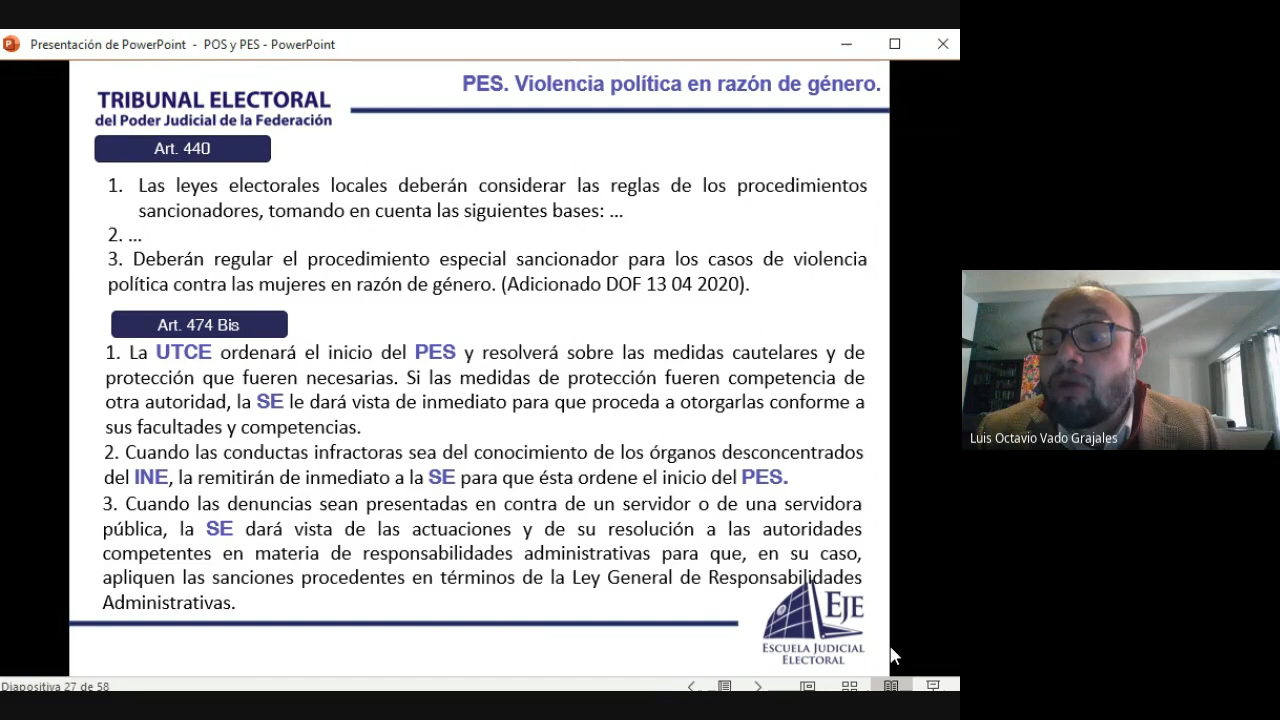 Presentación de PowerPoint - POS y PES - PowerPoint
PES. Violencia política en razón de género.
TRIBUNAL ELECTORAL
del Poder Judicial de la Federación
Art. 440
1. Las leyes electorales locales deberán considerar las reglas de los procedimientos
sancionadores, tomando en cuenta las siguientes bases: ...
2. ...
3. Deberán regular el procedimiento especial sancionador para los casos de violencia
política contra las mujeres en razón de género. (Adicionado DOF 13 04 2020).
Art. 474 Bis
1. La UTCE ordenará el inicio del PES y resolverá sobre las medidas cautelares y de
protección que fueren necesarias. Si las medidas de protección fueren competencia de
otra autoridad, la SE le dará vista de inmediato para que proceda a otorgarlas conforme a
sus facultades y competencias.
2. Cuando las conductas infractoras sea del conocimiento de los órganos desconcentrados
del INE, la remitirán de inmediato a la SE para que ésta ordene el inicio del PES.
3. Cuando las denuncias sean presentadas en contra de un servidor o de una servidora
pública, la SE dará vista de las actuaciones y de su resolución a las autoridades
competentes en materia de responsabilidades administrativas para que, en su caso,
apliquen las sanciones procedentes en términos de la Ley General de Responsabilidades
Administrativas.
EJE
ESCUELA JUDICIAL
ELECTORAL
Diapositiva 27 de 58
Luis Octavio Vado Grajales